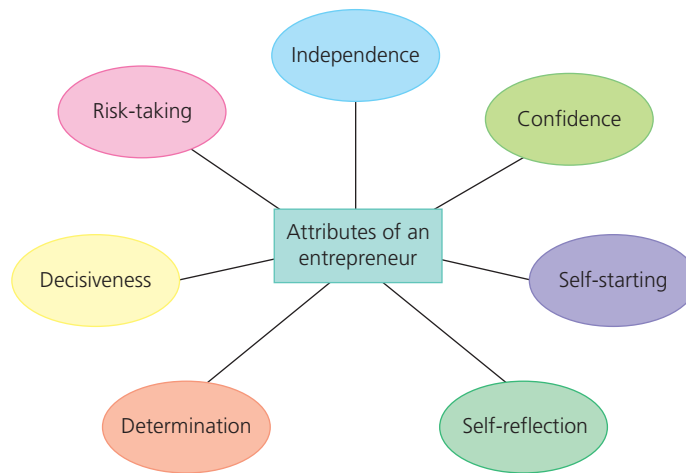 Independence
Risk-taking
Confidence
Attributes of an
entrepreneur
Decisiveness
Self-starting
Determination
Self-reflection